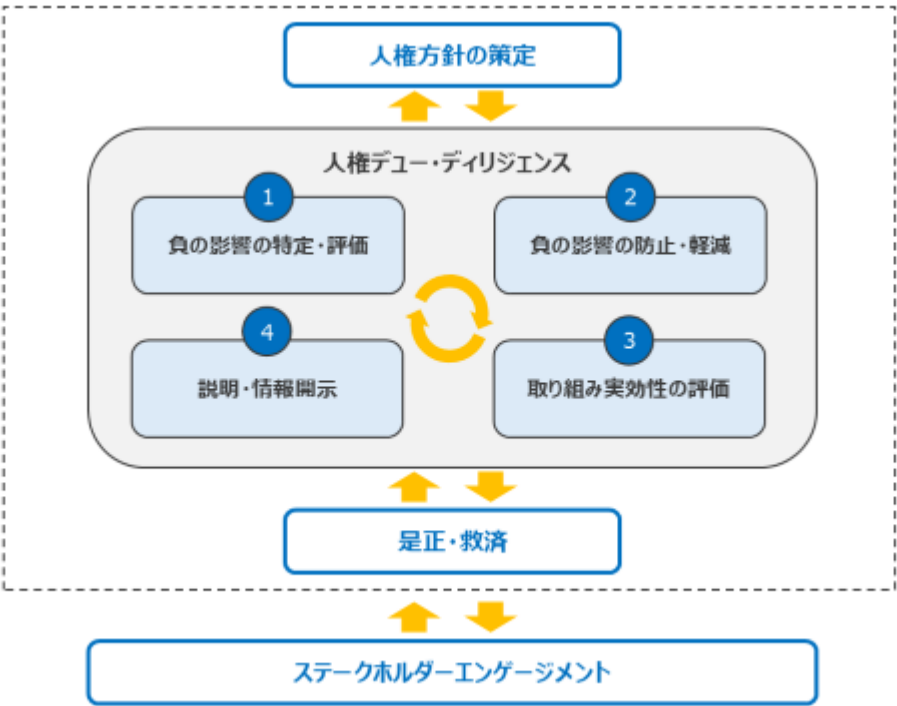 人権方針の策定
人権デュー・ディリジェンス
1
負の影響の特定・評価
2
負の影響の防止・軽減
4
説明・情報開示
3
取り組み実効性の評価
是正・救済
ステークホルダーエンゲージメント